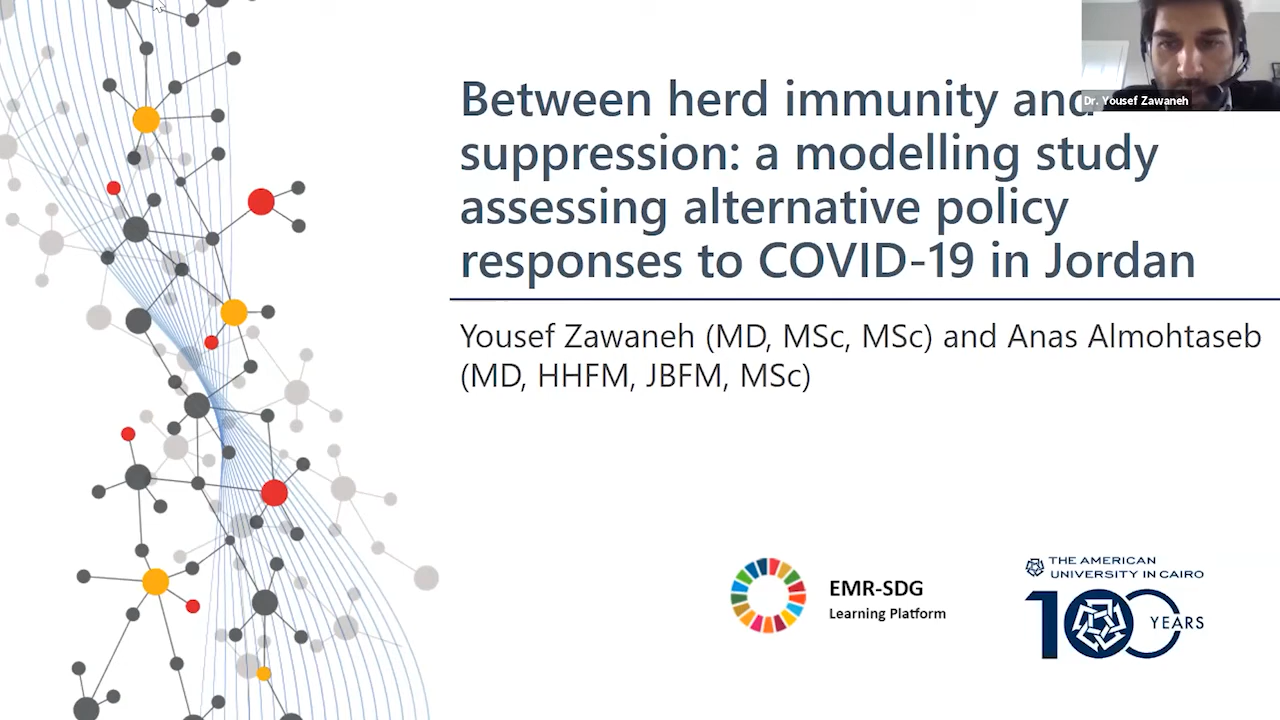 Between herd immunity and
suppression: a modelling study
assessing alternative policy
responses to COVID-19 in Jordan
Dr. Yousef Zawaneh
Yousef Zawaneh (MD, MSc, MSc) and Anas Almohtaseb
(MD, HHFM, JBFM, MSc)
EMR-SDG
Learning Platform
THE AMERICAN
UNIVERSITY IN CAIRO
100 YEARS